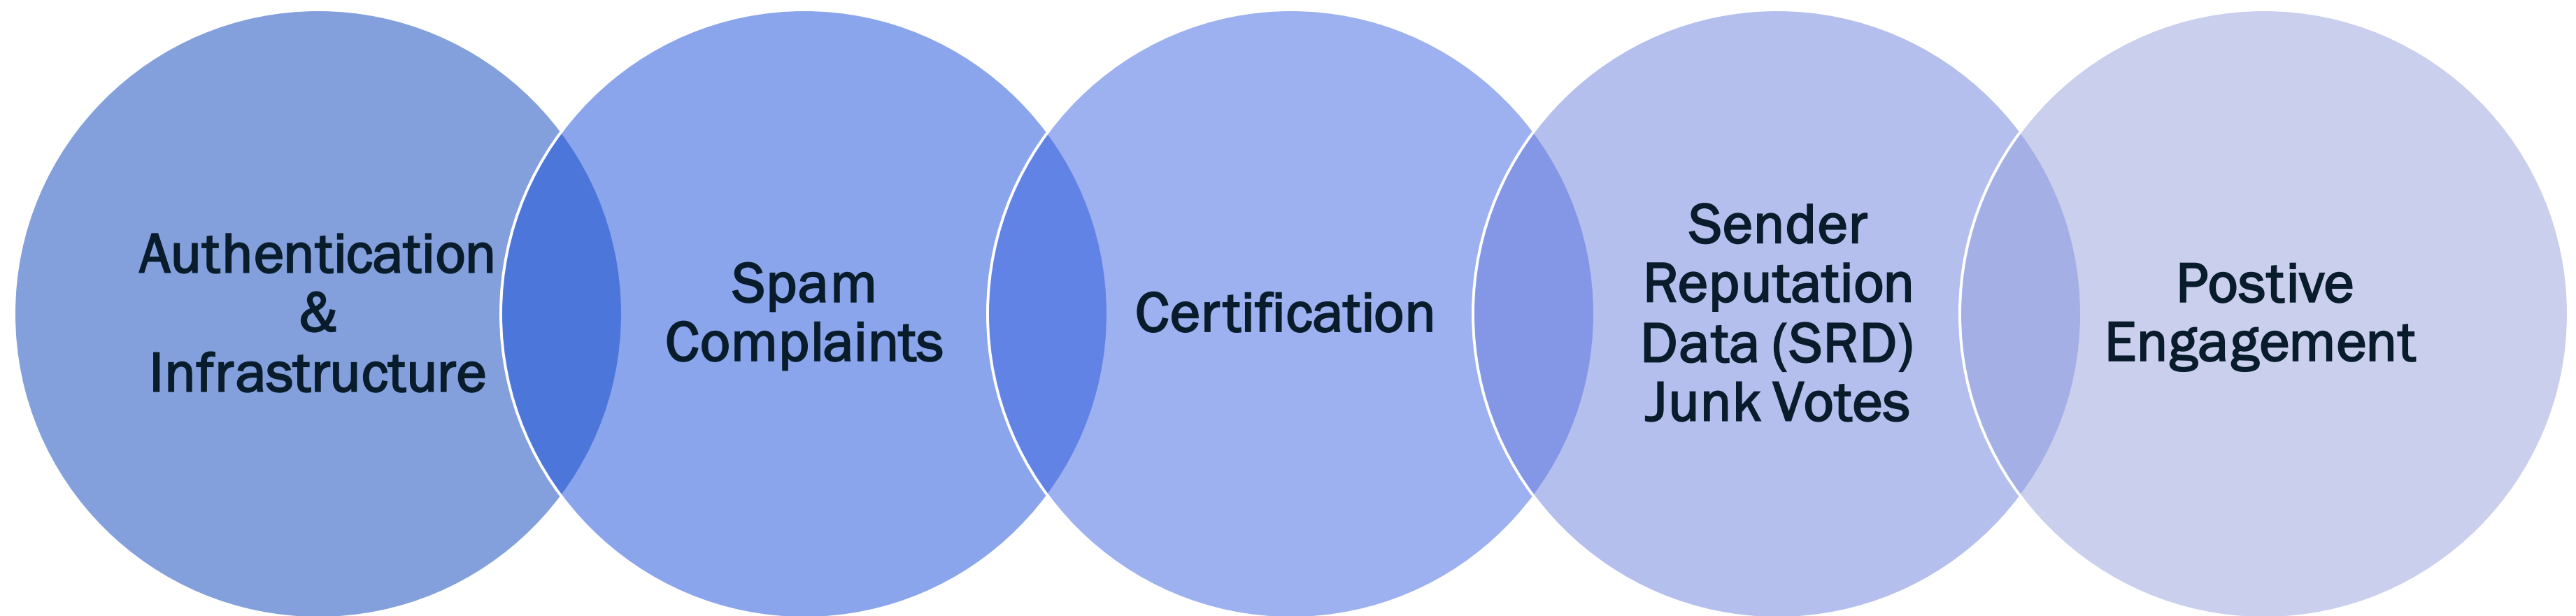 Authentication
&
Infrastructure
Spam
Complaints
Certification
Sender
Reputation
Data (SRD)
Junk Votes
Postive
Engagement